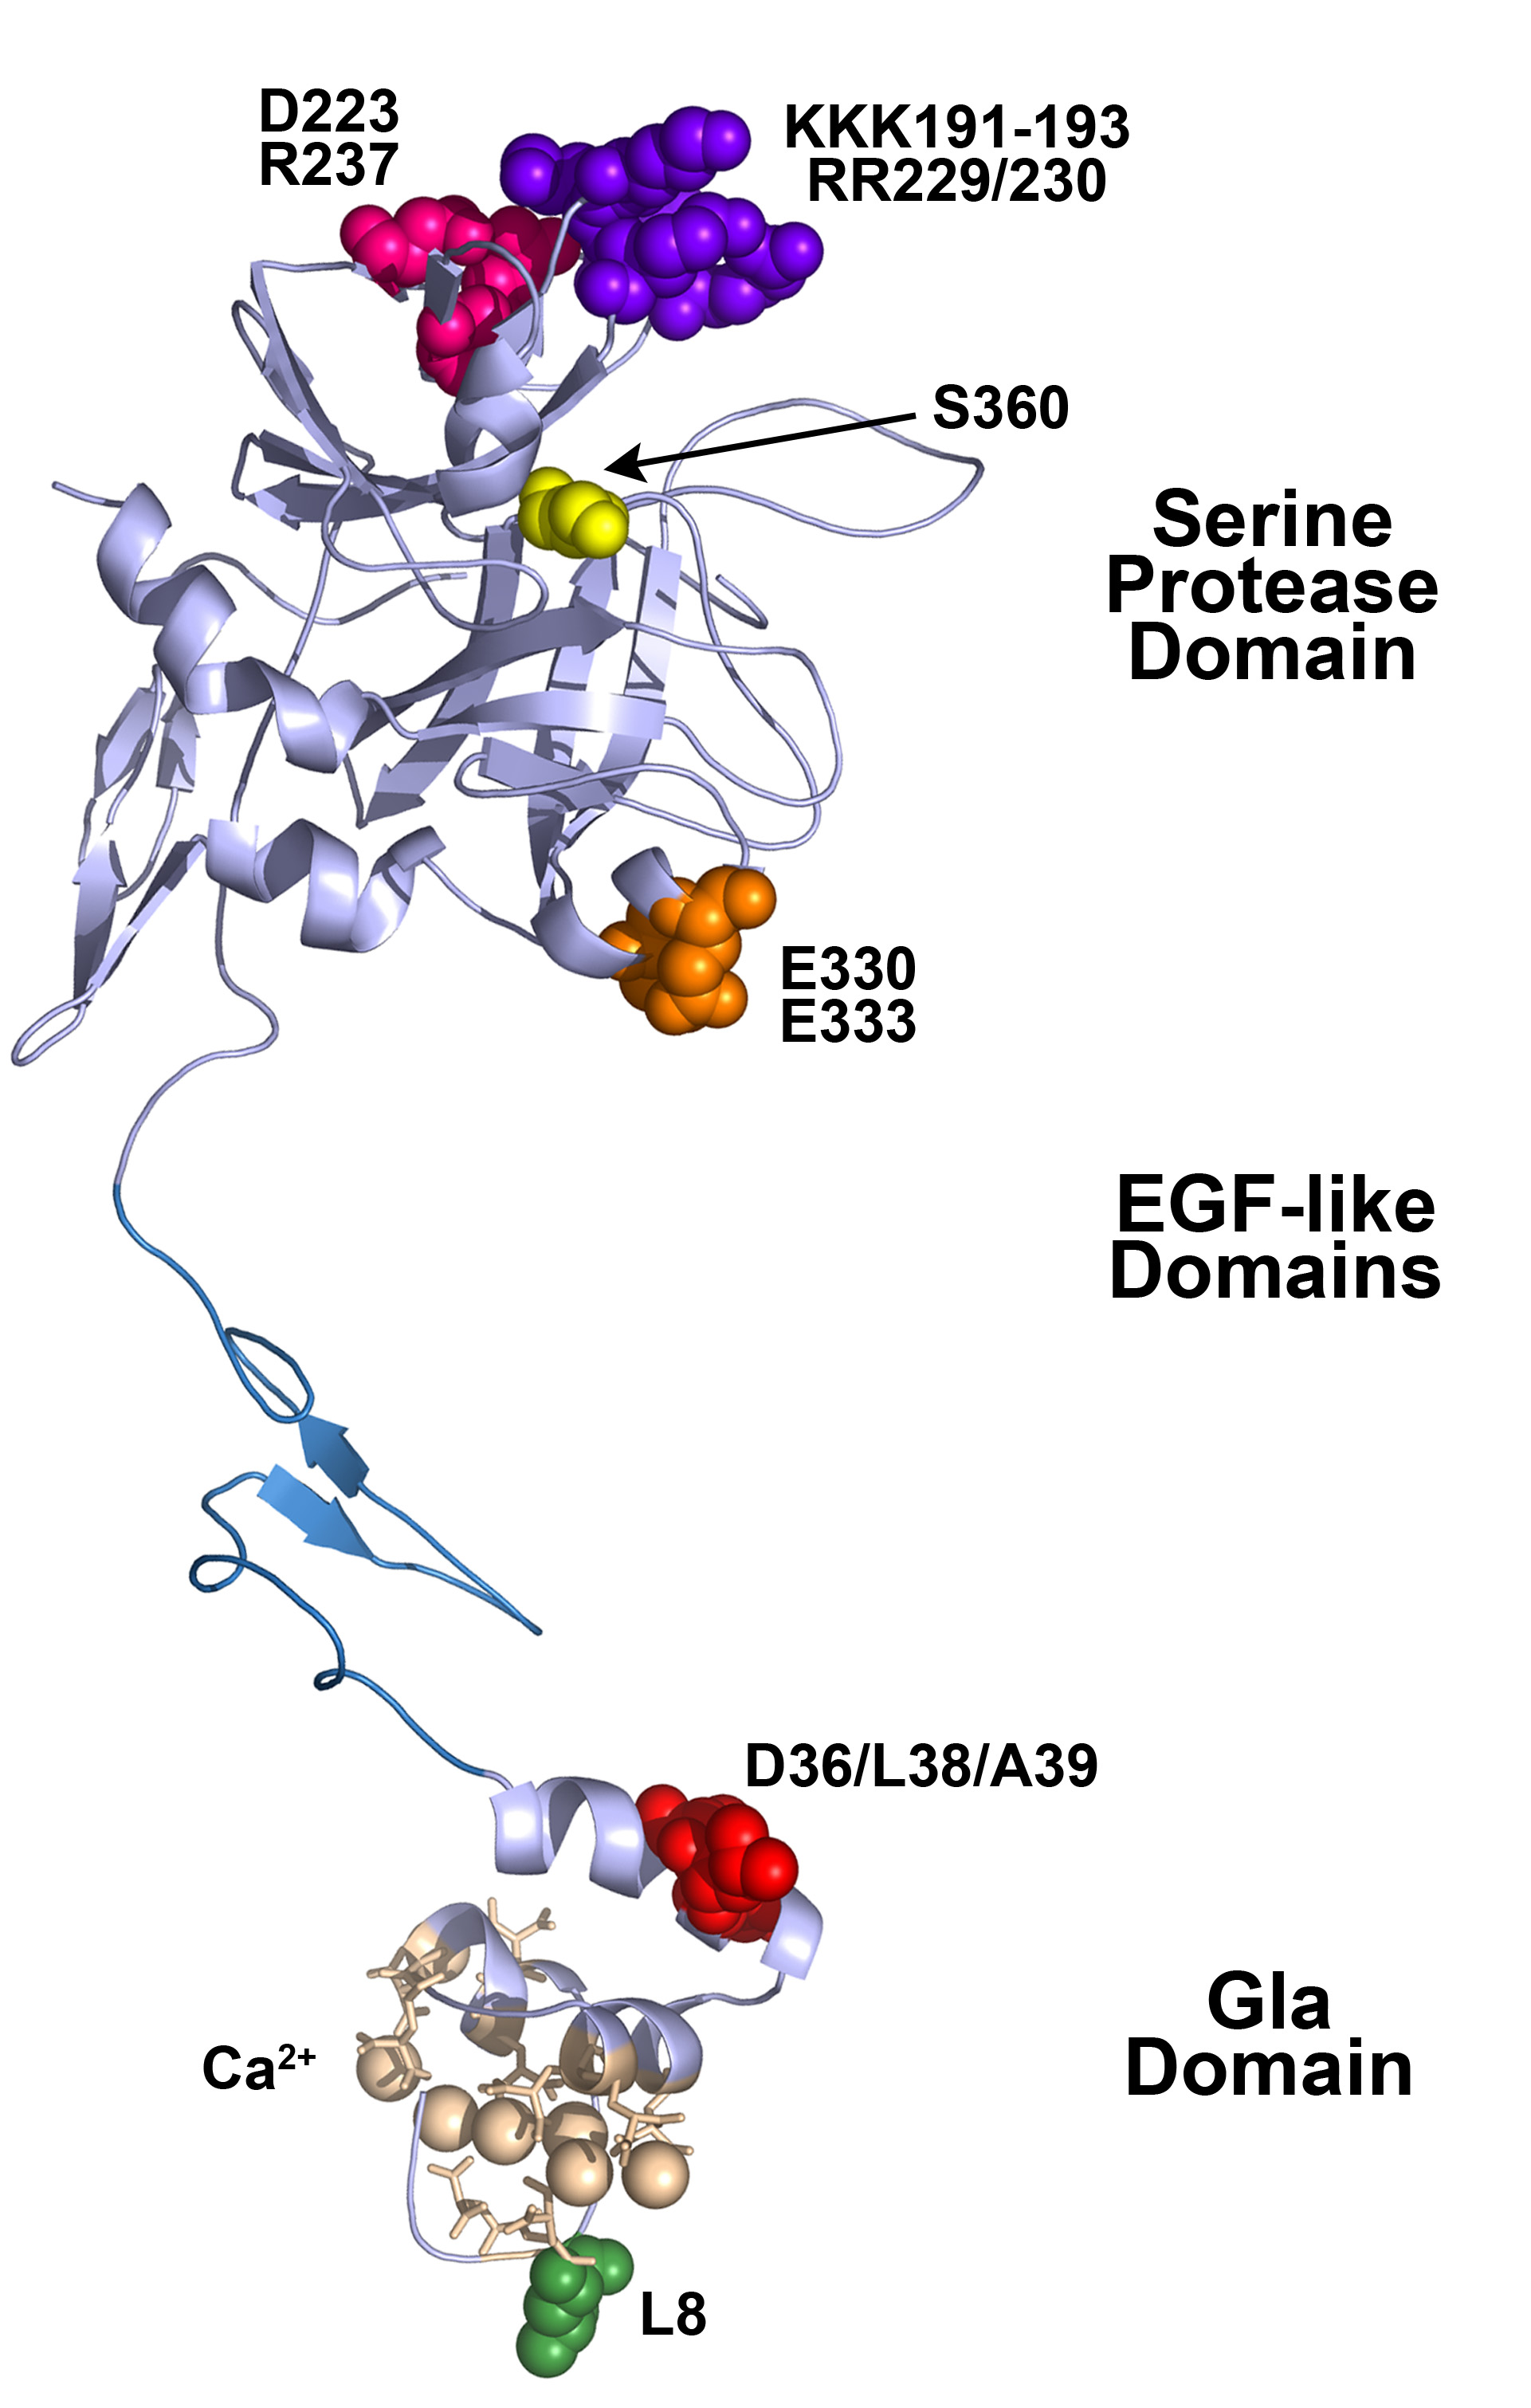 D223
R237
KKK191-193
RR229/230
S360
Serine
Protease
Domain
E330
E333
EGF-like
Domains
D36/L38/A39
Gla
Domain
Ca²⁺
L8